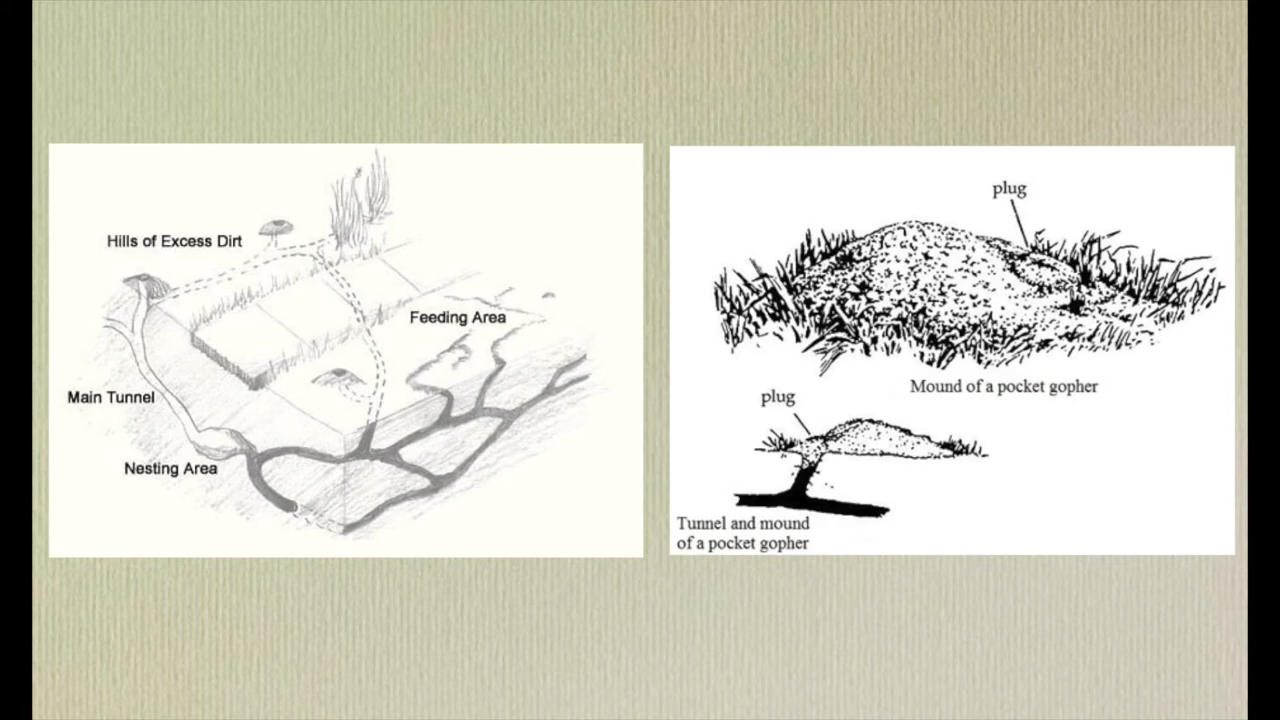 Hills of Excess Dirt
Feeding Area
Main Tunnel
Nesting Area
plug
Mound of a pocket gopher
plug
Tunnel and mound
of a pocket gopher